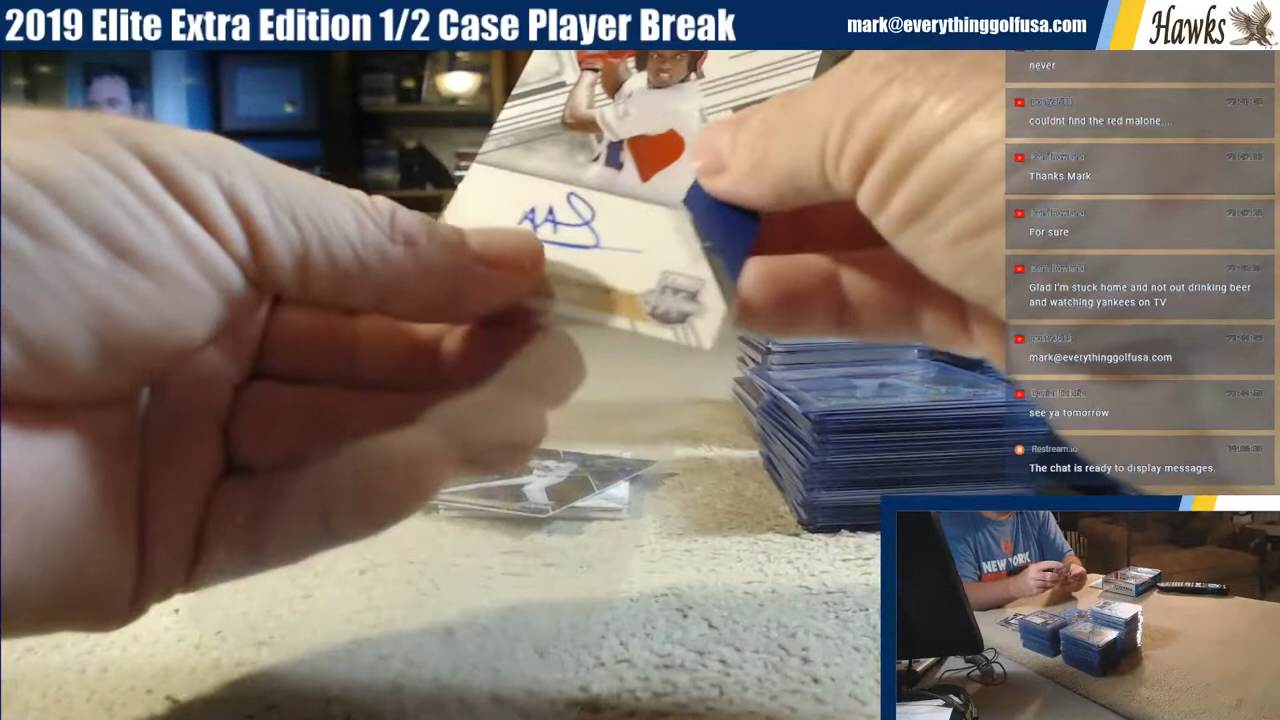 2019 Elite Extra Edition 1/2 Case Player Break
mark@everythinggolfusa.com
Hawks
never
couldnt find the red malone....
Thanks Mark
For sure
Kem Rowland
Glad I'm stuck home and not out drinking beer
and watching yankees on TV
mark@everythinggolfusa.com
see ya tomorrow
Restream.io
The chat is ready to display messages.
NEW YORK